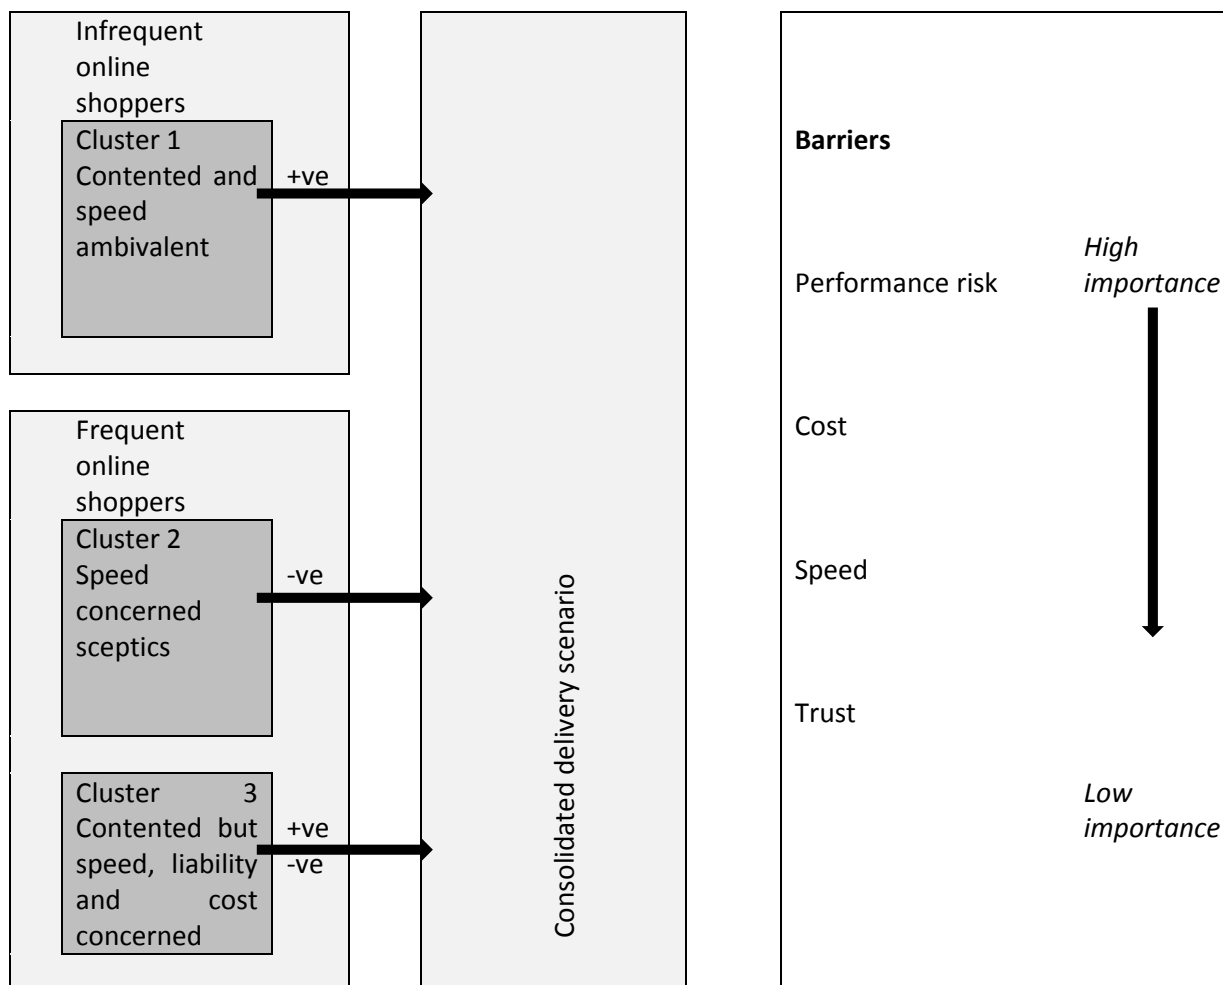 Infrequent
online
shoppers
Cluster 1
Contented and
speed
ambivalent
+ve
Frequent
online
shoppers
Cluster 2
Speed
concerned
sceptics
-ve
Cluster 3
Contented but
speed, liability
and cost
concerned
+ve
-ve
Consolidated delivery scenario
Barriers
Performance risk
Cost
Speed
Trust
High
importance
Low
importance